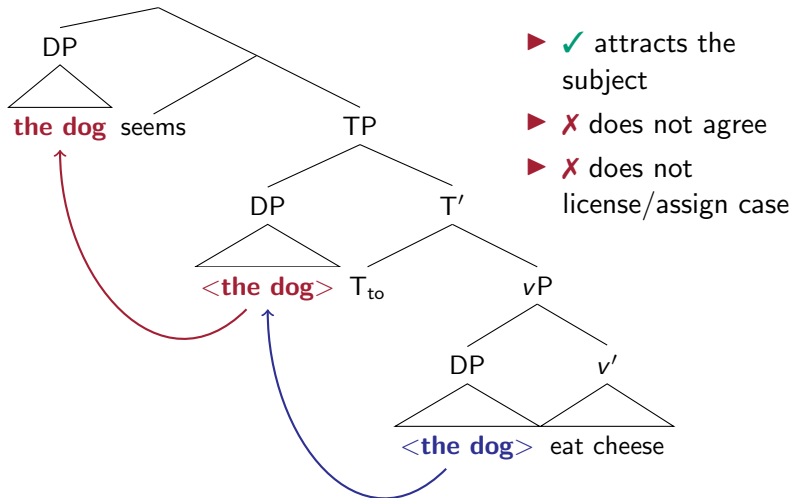 DP
the dog seems
TP
DP
T′
<the dog> T_to
vP
DP
v′
<the dog> eat cheese
► ✓ attracts the
subject
► ✗ does not agree
► ✗ does not
license/assign case